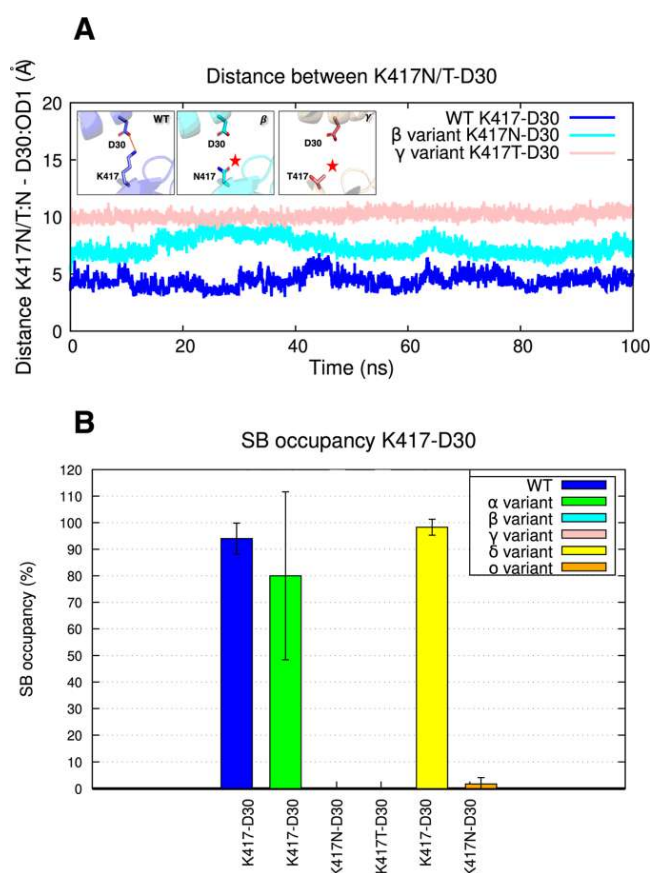 A
Distance between K417N/T-D30
Distance K417N/T:N - D30:OD1 (Å)
20
15
10
5
0
WT
D30
K417
β
D30
N417
γ
D30
T417
WT K417-D30
β variant K417N-D30
γ variant K417T-D30
0 20 40 60 80 100
Time (ns)
B
SB occupancy K417-D30
SB occupancy (%)
120
110
100
90
80
70
60
50
40
30
20
10
0
WT
α variant
β variant
γ variant
δ variant
ο variant
K417-D30
K417-D30
K417N-D30
K417T-D30
K417-D30
K417N-D30